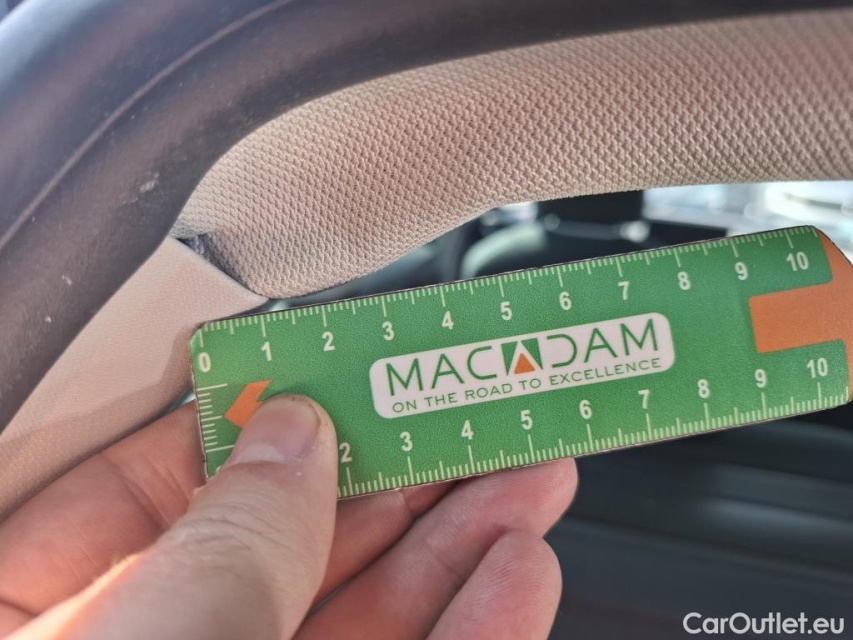 0 1 2 3 4 5 6 7 8 9 10
MACADAM
ON THE ROAD TO EXCELLENCE
2 3 4 5 6 7 8 9 10
CarOutlet.eu